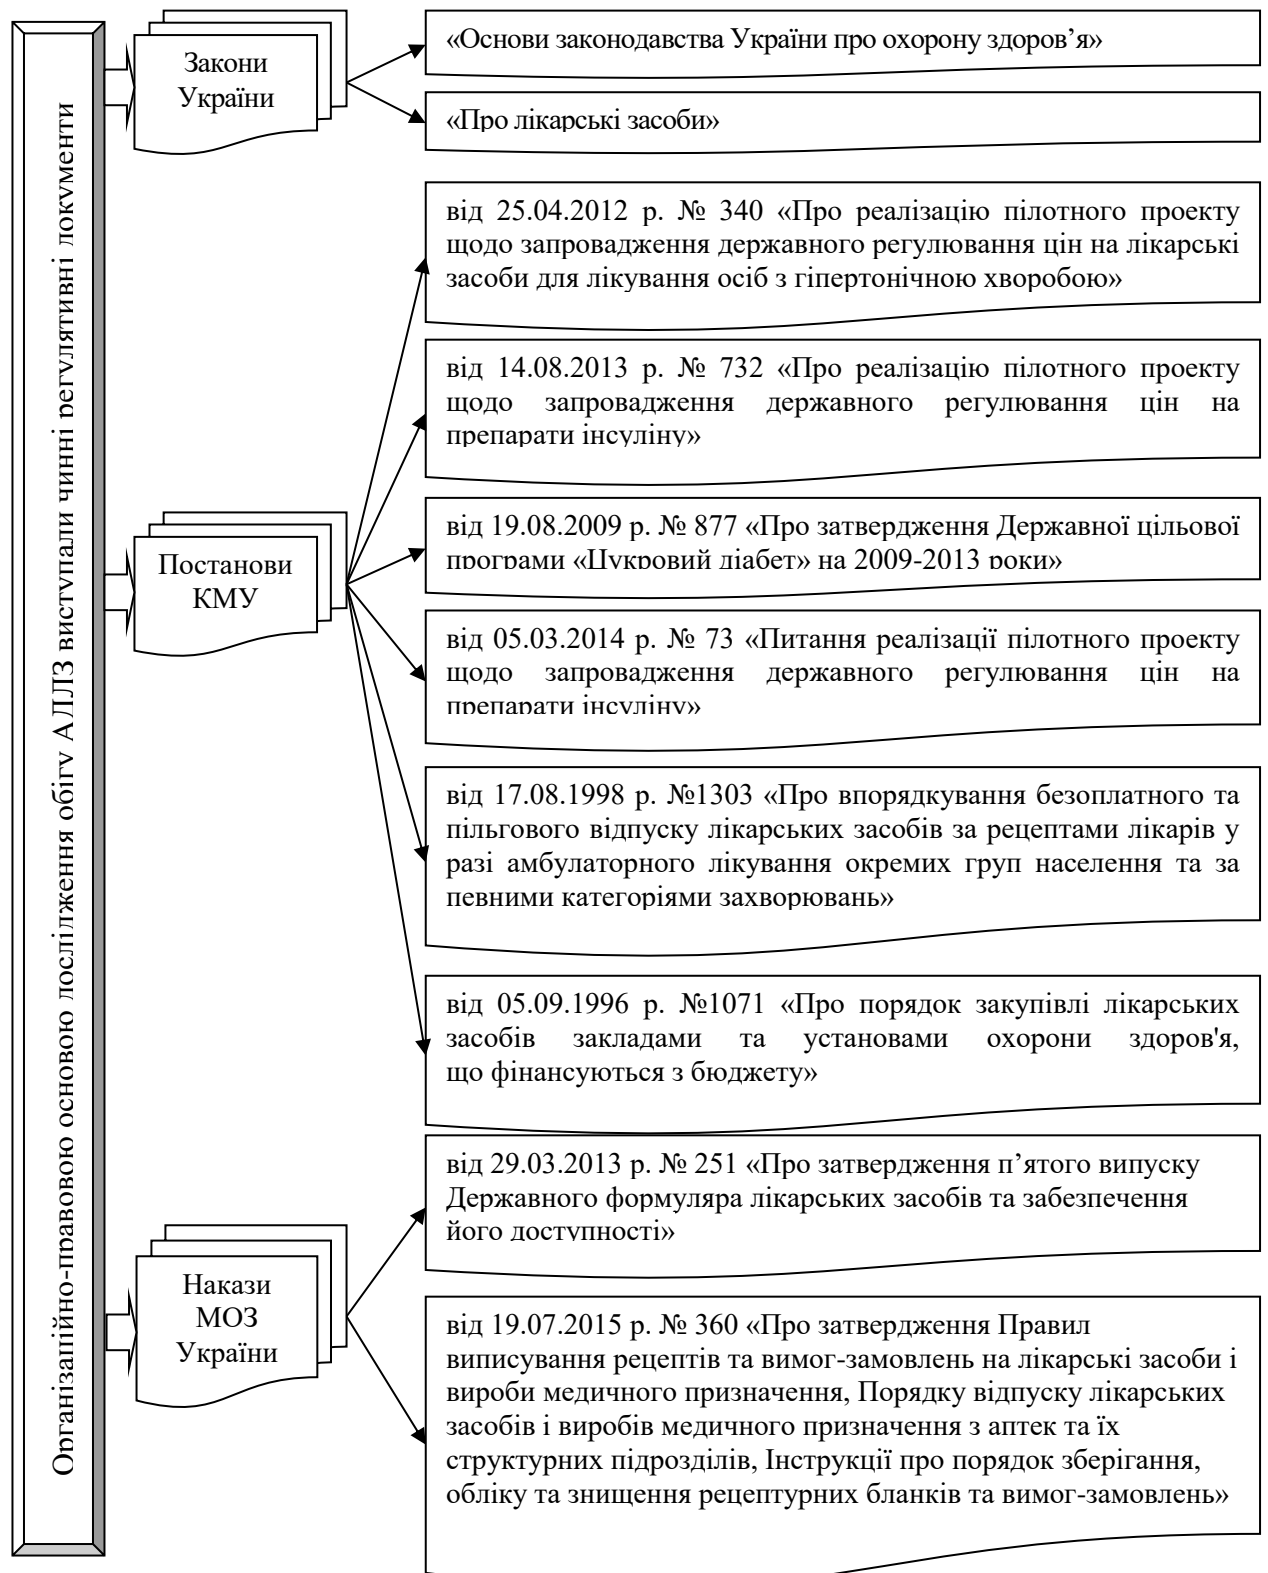 Організаційно-правовою основою дослідження обігу АЛЛЗ виступали чинні регулятивні документи
Закони
України
«Основи законодавства України про охорону здоров’я»
«Про лікарські засоби»
Постанови
КМУ
від 25.04.2012 р. № 340 «Про реалізацію пілотного проекту
щодо запровадження державного регулювання цін на лікарські
засоби для лікування осіб з гіпертонічною хворобою»
від 14.08.2013 р. № 732 «Про реалізацію пілотного проекту
щодо запровадження державного регулювання цін на
препарати інсуліну»
від 19.08.2009 р. № 877 «Про затвердження Державної цільової
програми «Цукровий діабет» на 2009-2013 роки»
від 05.03.2014 р. № 73 «Питання реалізації пілотного проекту
щодо запровадження державного регулювання цін на
препарати інсуліну»
від 17.08.1998 р. №1303 «Про впорядкування безоплатного та
пільгового відпуску лікарських засобів за рецептами лікарів у
разі амбулаторного лікування окремих груп населення та за
певними категоріями захворювань»
від 05.09.1996 р. №1071 «Про порядок закупівлі лікарських
засобів закладами та установами охорони здоров'я,
що фінансуються з бюджету»
Накази
МОЗ
України
від 29.03.2013 р. № 251 «Про затвердження п’ятого випуску
Державного формуляра лікарських засобів та забезпечення
його доступності»
від 19.07.2015 р. № 360 «Про затвердження Правил
виписування рецептів та вимог-замовлень на лікарські засоби і
вироби медичного призначення, Порядку відпуску лікарських
засобів і виробів медичного призначення з аптек та їх
структурних підрозділів, Інструкції про порядок зберігання,
обліку та знищення рецептурних бланків та вимог-замовлень»